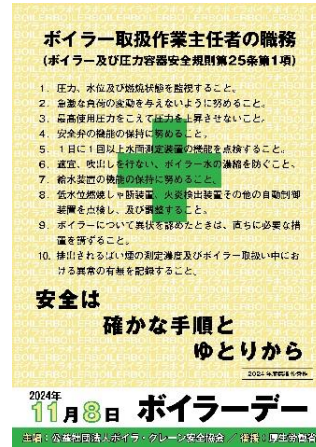 ボイラー取扱作業主任者の職務
(ボイラー及び圧力容器安全規則第25条第1項)
1. 圧力、水位及び燃焼状態を監視すること。
2. 急激な負荷の変動を与えないように努めること。
3. 最高使用圧力をこえて圧力を上昇させないこと。
4. 安全弁の機能の保持に努めること。
5. 1日に1回以上水面測定装置の機能を点検すること。
6. 適宜、吹出しを行ない、ボイラー水の濃縮を防ぐこと。
7. 給水装置の機能の保持に努めること。
8. 低水位燃焼しゃ断装置、火炎検出装置その他の自動制御
装置を点検し、及び調整すること。
9. ボイラーについて異状を認めたときは、直ちに必要な措
置を講ずること。
10. 排出されるばい煙の測定濃度及びボイラー取扱い中にお
ける異常の有無を記録すること。
安全は
確かな手順と
ゆとりから
2024年
11月8日 ボイラーデー
主唱:公益社団法人ボイラ・クレーン安全協会/後援:厚生労働省